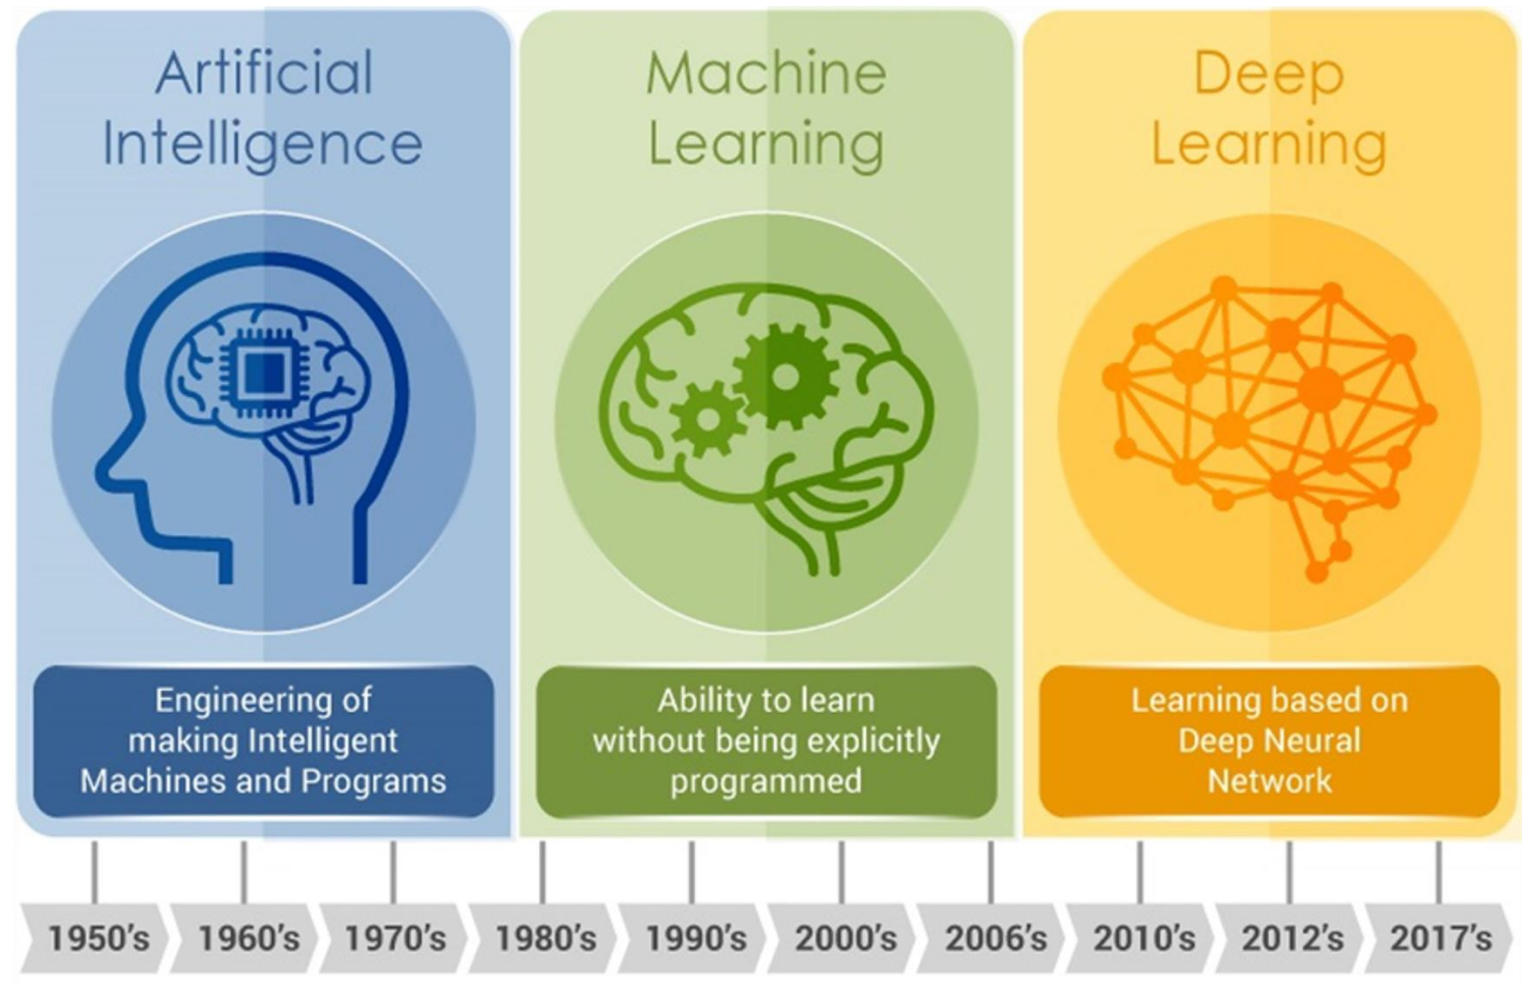 Artificial
Intelligence
Engineering of
making Intelligent
Machines and Programs
Machine
Learning
Ability to learn
without being explicitly
programmed
Deep
Learning
Learning based on
Deep Neural
Network
1950’s 1960’s 1970’s 1980’s 1990’s 2000’s 2006’s 2010’s 2012’s 2017’s